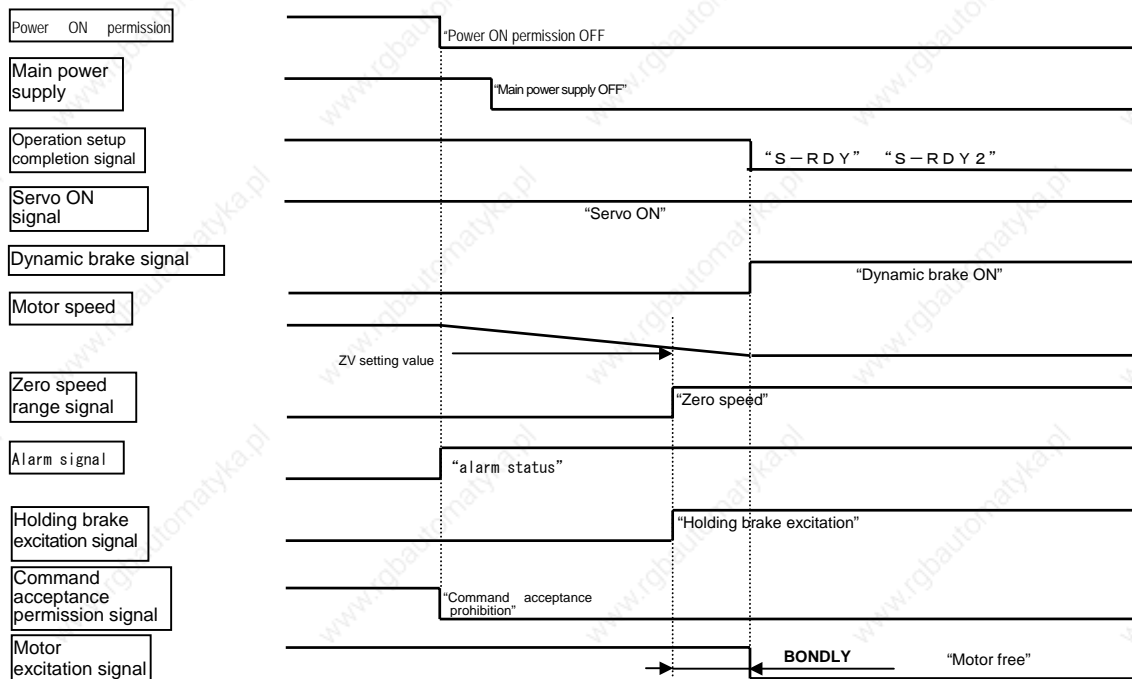 Power ON permission
“Power ON permission OFF
Main power
supply
“Main power supply OFF”
Operation setup
completion signal
“Ｓ－ＲＤＹ” “Ｓ－ＲＤＹ２”
Servo ON
signal
“Servo ON”
Dynamic brake signal
“Dynamic brake ON”
Motor speed
ZV setting value
Zero speed
range signal
“Zero speed”
Alarm signal
“alarm status”
Holding brake
excitation signal
“Holding brake excitation”
Command
acceptance
permission signal
“Command acceptance
prohibition”
Motor
excitation signal
BONDLY
“Motor free”
www.rgbautomatyka.pl